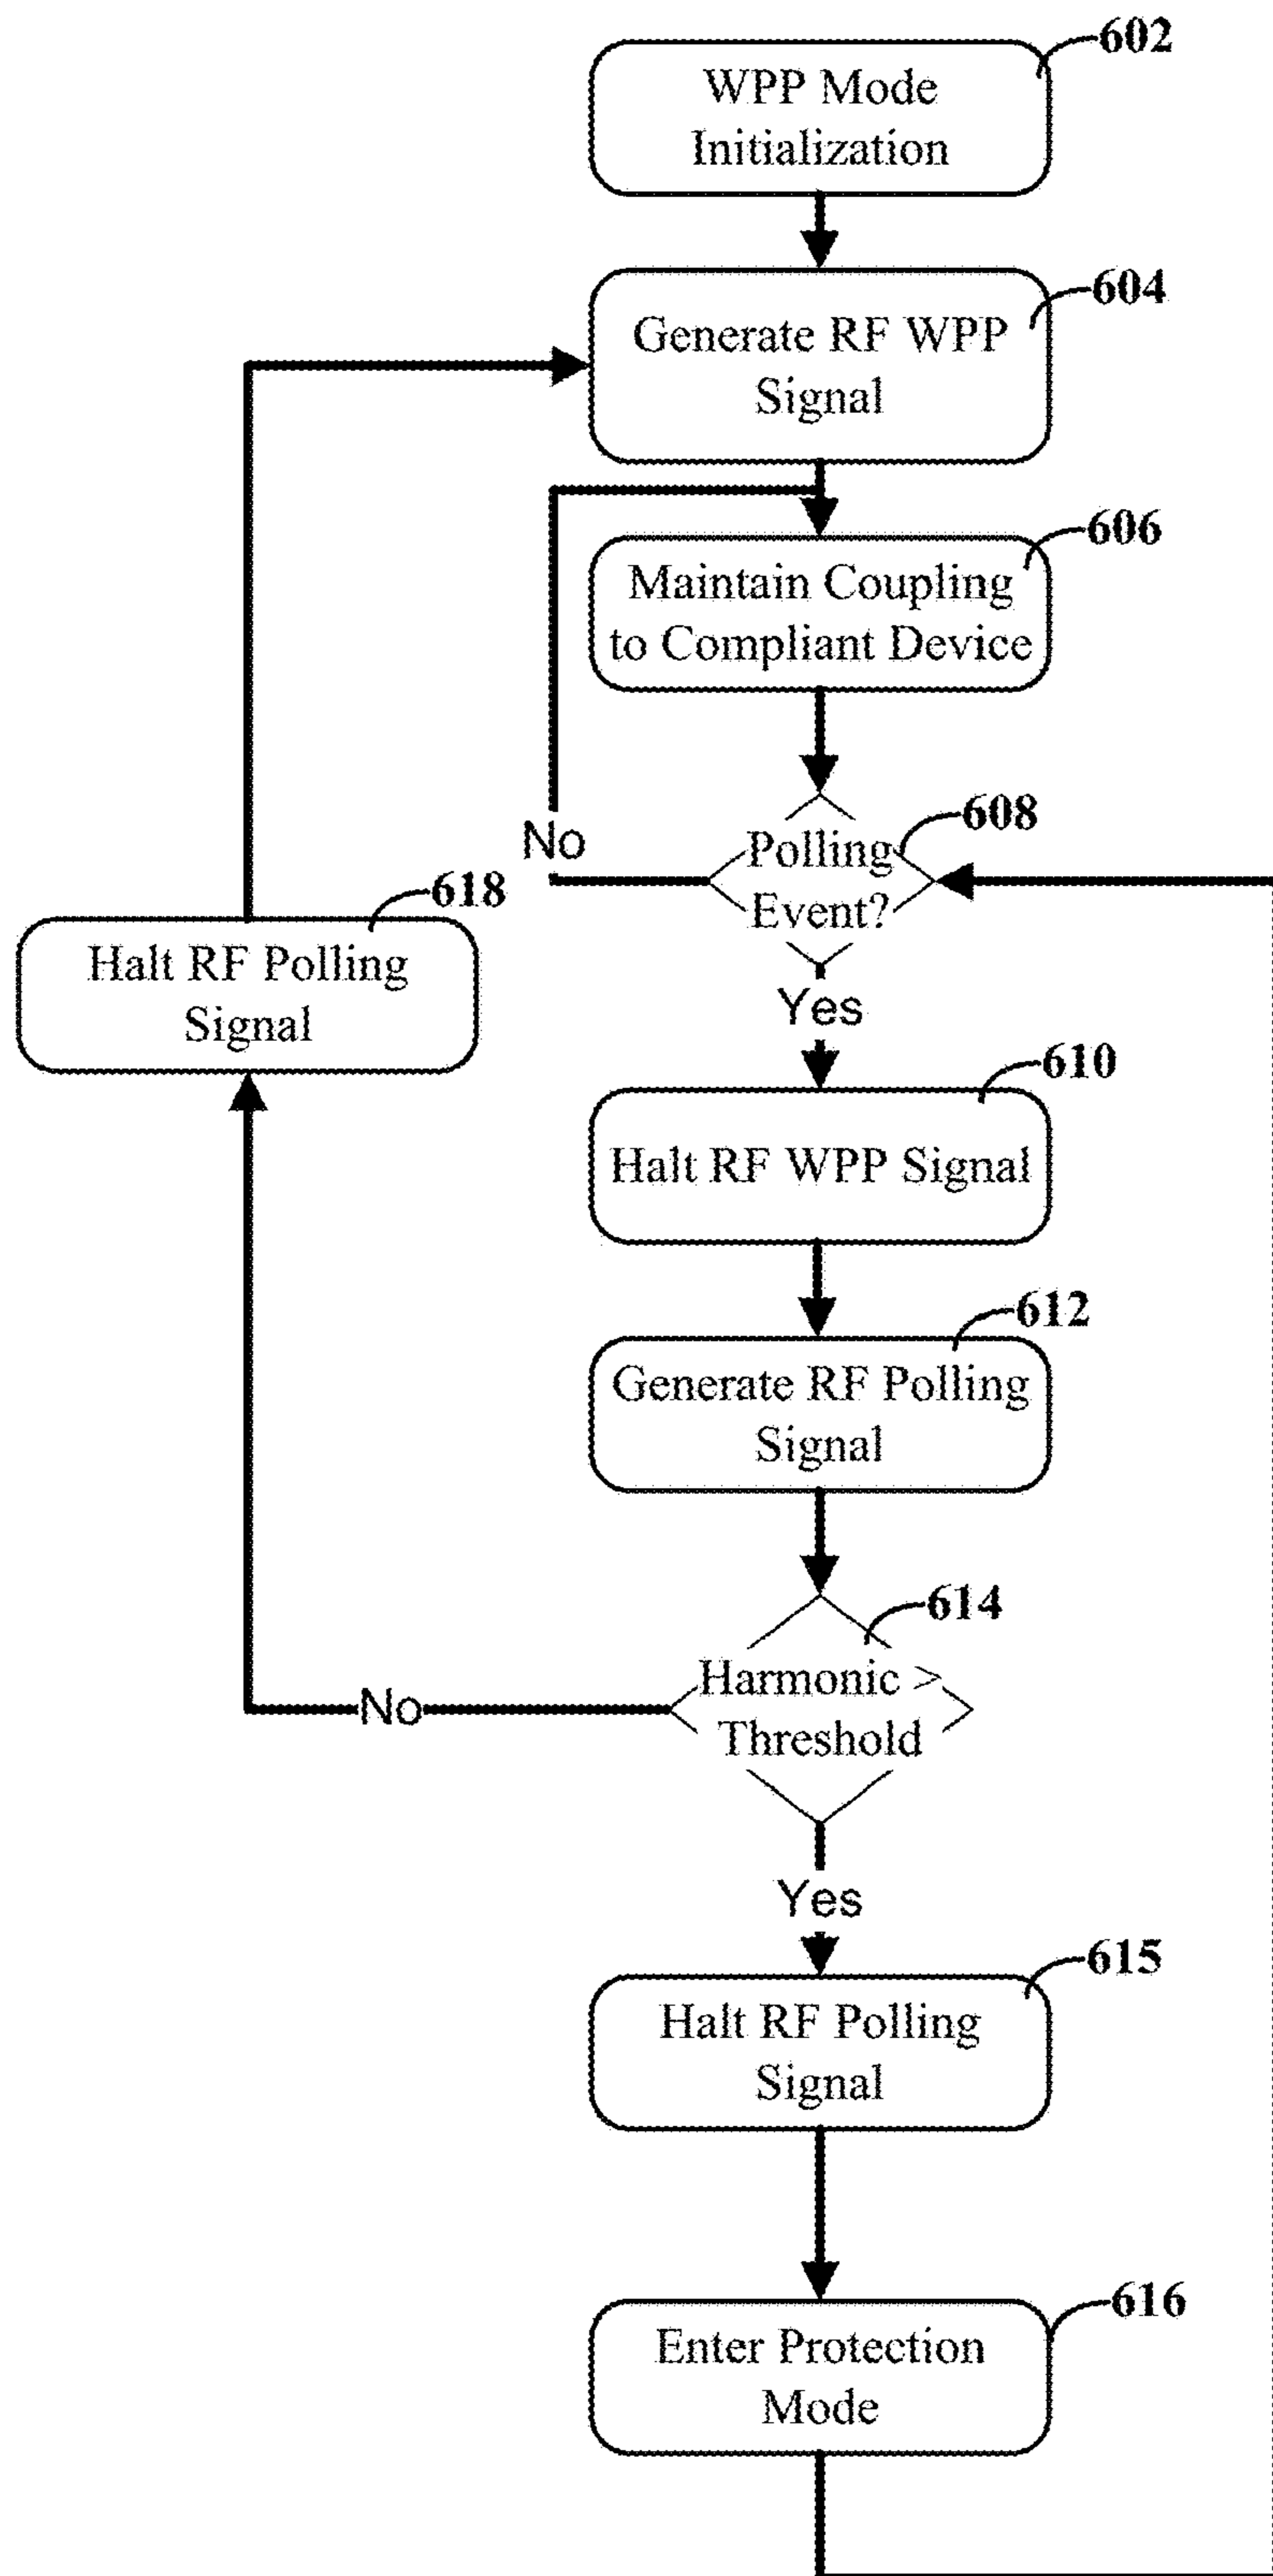 602
WPP Mode
Initialization
604
Generate RF WPP
Signal
606
Maintain Coupling
to Compliant Device
608
Polling
Event?
No
Yes
618
Halt RF Polling
Signal
610
Halt RF WPP Signal
612
Generate RF Polling
Signal
614
Harmonic >
Threshold
No
Yes
615
Halt RF Polling
Signal
616
Enter Protection
Mode